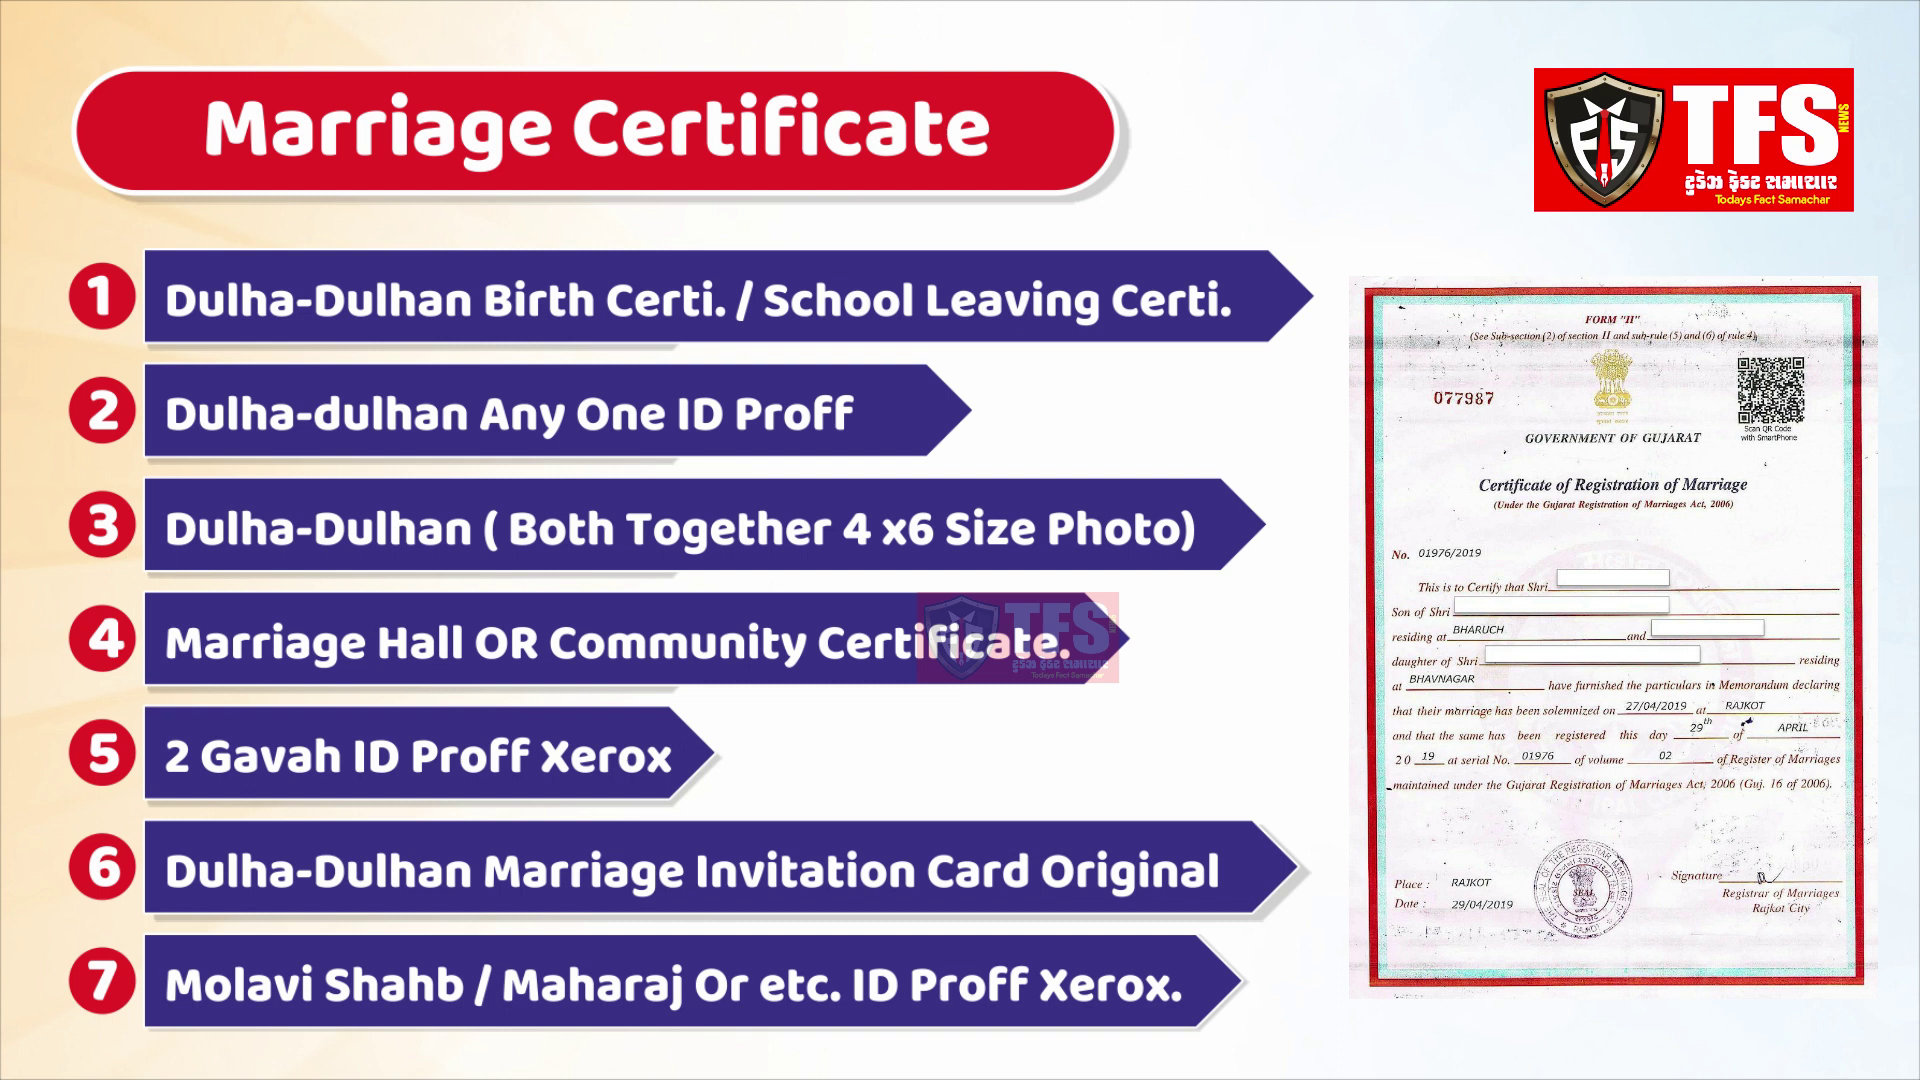 Marriage Certificate
TFS NEWS
ટુડેઝ ફેક્ટ સમાચાર
Todays Fact Samachar
1 Dulha-Dulhan Birth Certi. / School Leaving Certi.
2 Dulha-dulhan Any One ID Proff
3 Dulha-Dulhan ( Both Together 4 x6 Size Photo)
4 Marriage Hall OR Community Certificate.
5 2 Gavah ID Proff Xerox
6 Dulha-Dulhan Marriage Invitation Card Original
7 Molavi Shahb / Maharaj Or etc. ID Proff Xerox.
TFS
ટુડેઝ ફેક્ટ સમાચાર
Todays Fact Samachar
FORM "II"
(See Sub-section (2) of section II and sub-rule (5) and (6) of rule 4)
077987
Scan QR Code
with SmartPhone
GOVERNMENT OF GUJARAT
Certificate of Registration of Marriage
(Under the Gujarat Registration of Marriages Act, 2006)
No. 01976/2019
This is to Certify that Shri
Son of Shri
residing at BHARUCH and
daughter of Shri residing
at BHAVNAGAR have furnished the particulars in Memorandum declaring
that their marriage has been solemnized on 27/04/2019 at RAJKOT
and that the same has been registered this day 29th of APRIL
20 19 at serial No. 01976 of volume 02 of Register of Marriages
maintained under the Gujarat Registration of Marriages Act, 2006 (Guj. 16 of 2006).
Place : RAJKOT
Date : 29/04/2019
SEAL
Signature
Registrar of Marriages
Rajkot City